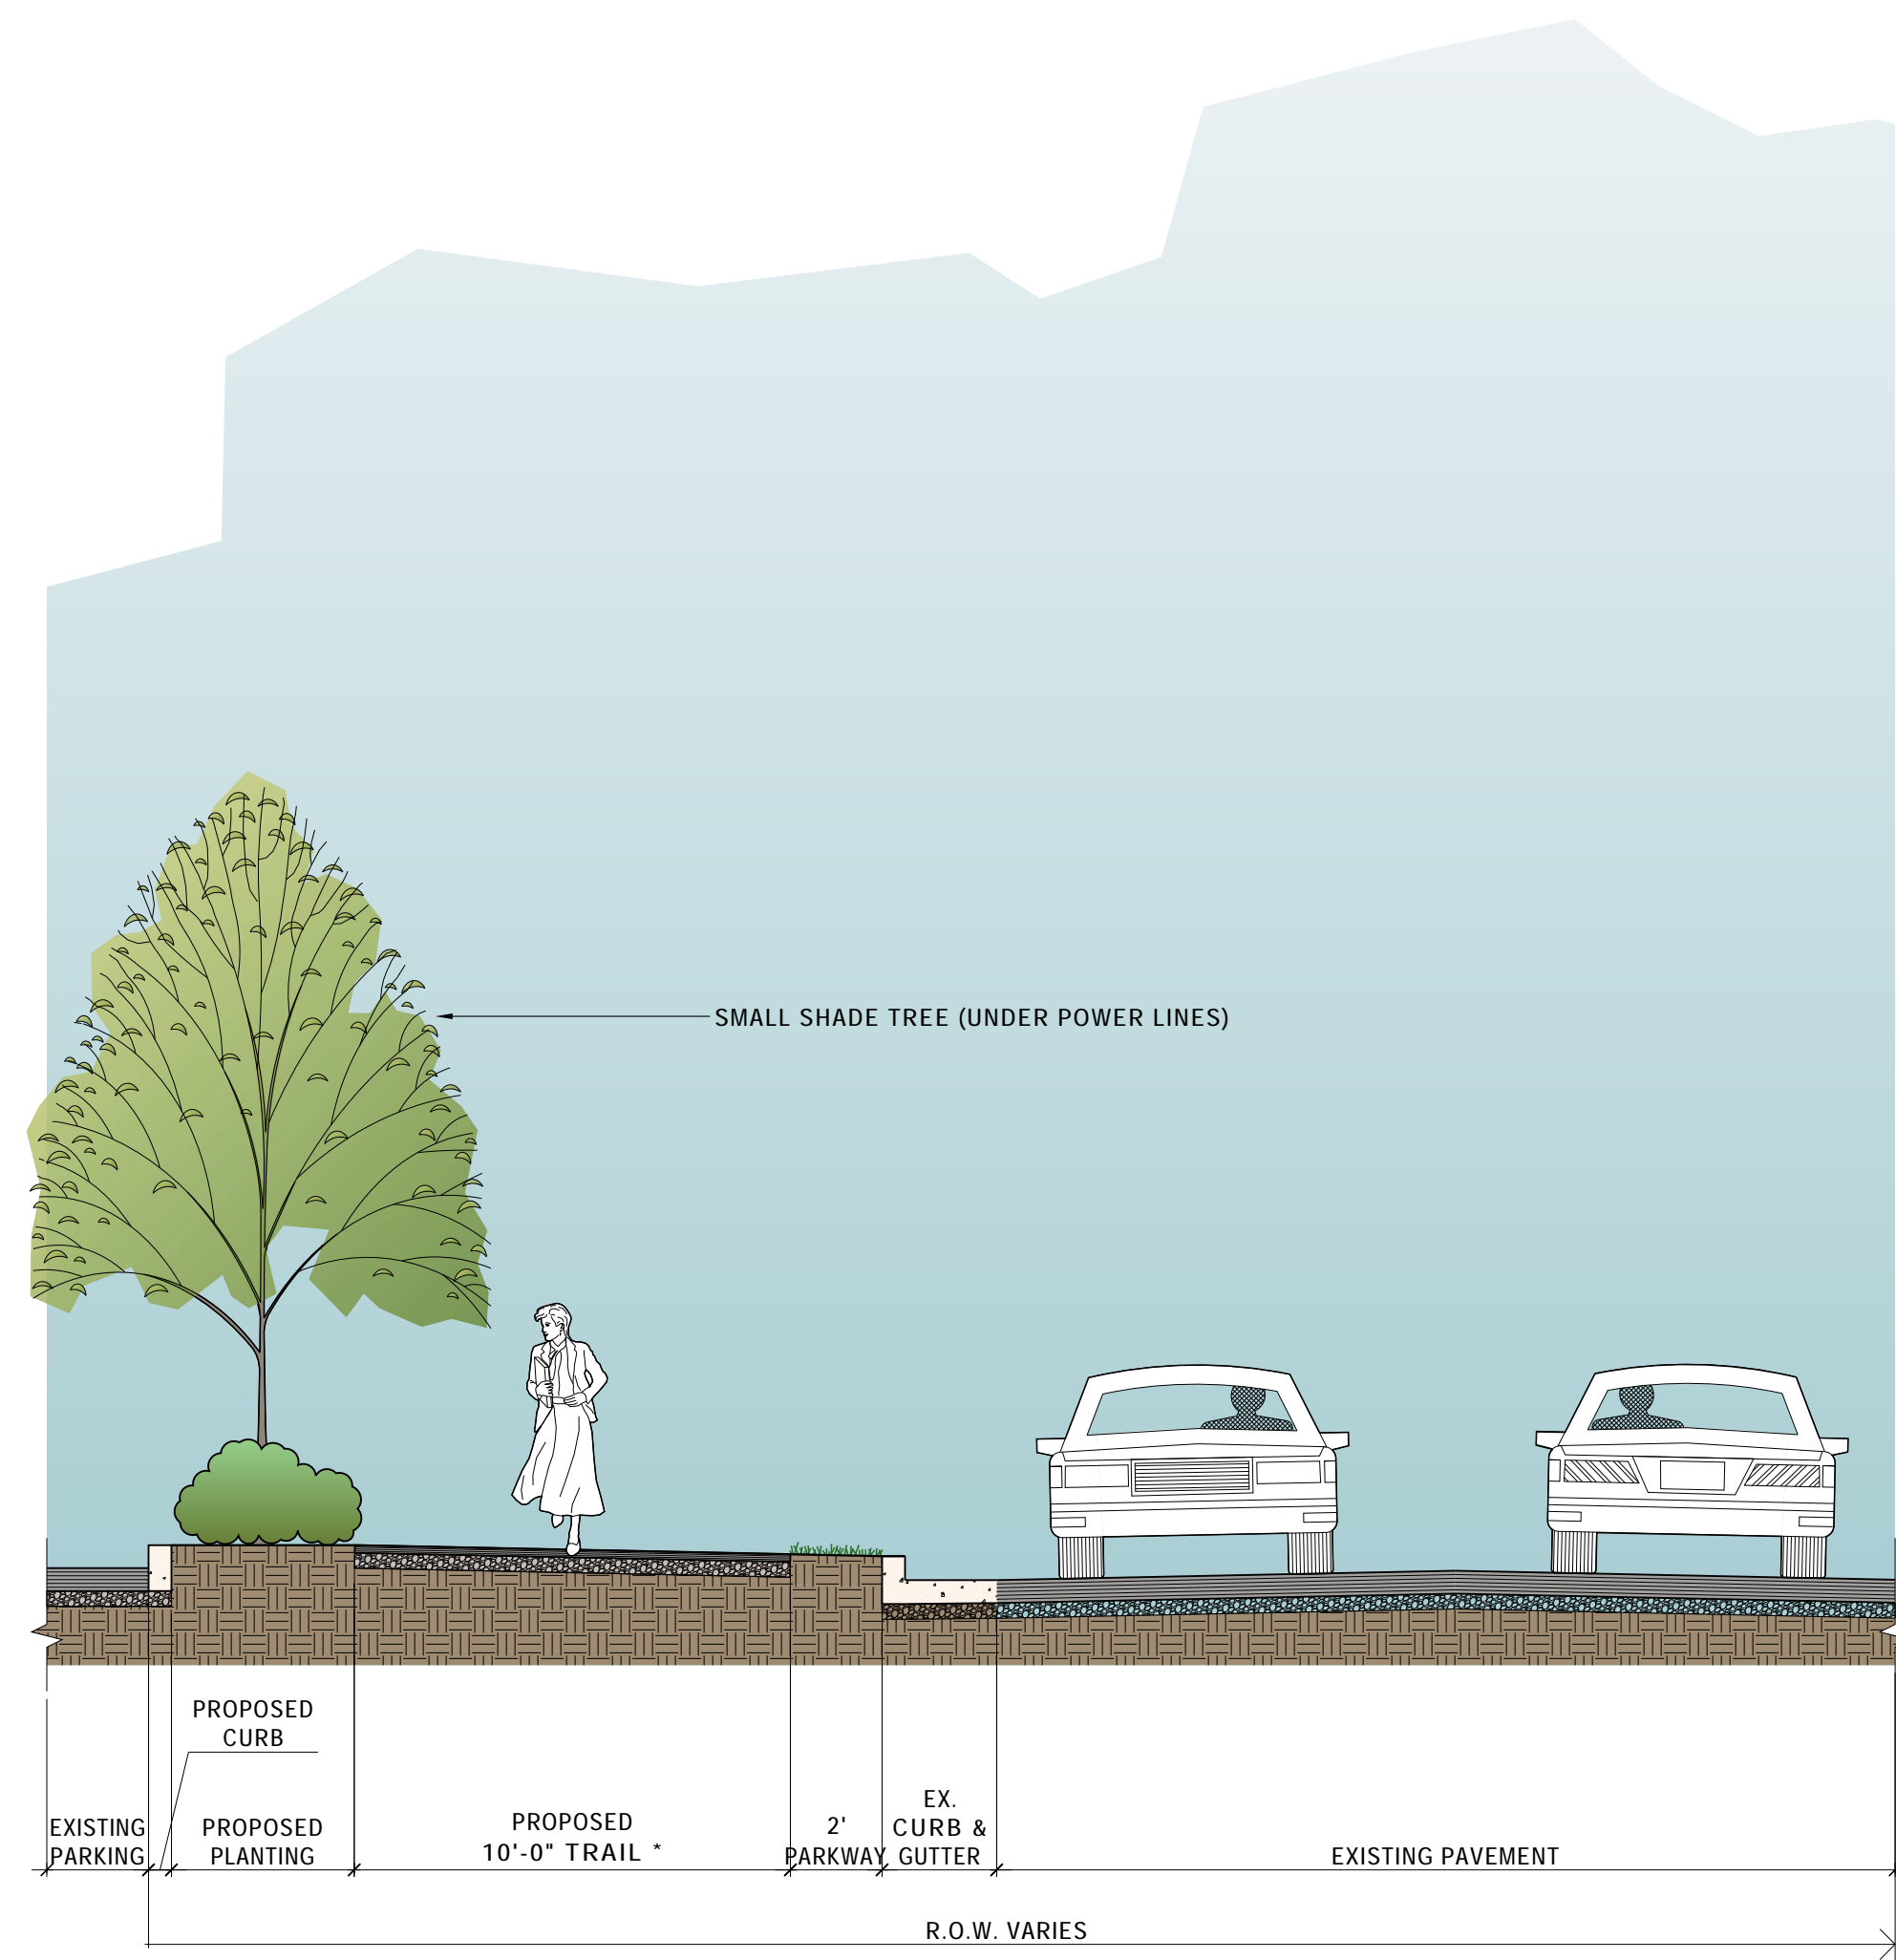 SMALL SHADE TREE (UNDER POWER LINES)
PROPOSED
CURB
EXISTING
PARKING
PROPOSED
PLANTING
PROPOSED
10'-0" TRAIL *
2'
PARKWAY
EX.
CURB &
GUTTER
EXISTING PAVEMENT
R.O.W. VARIES